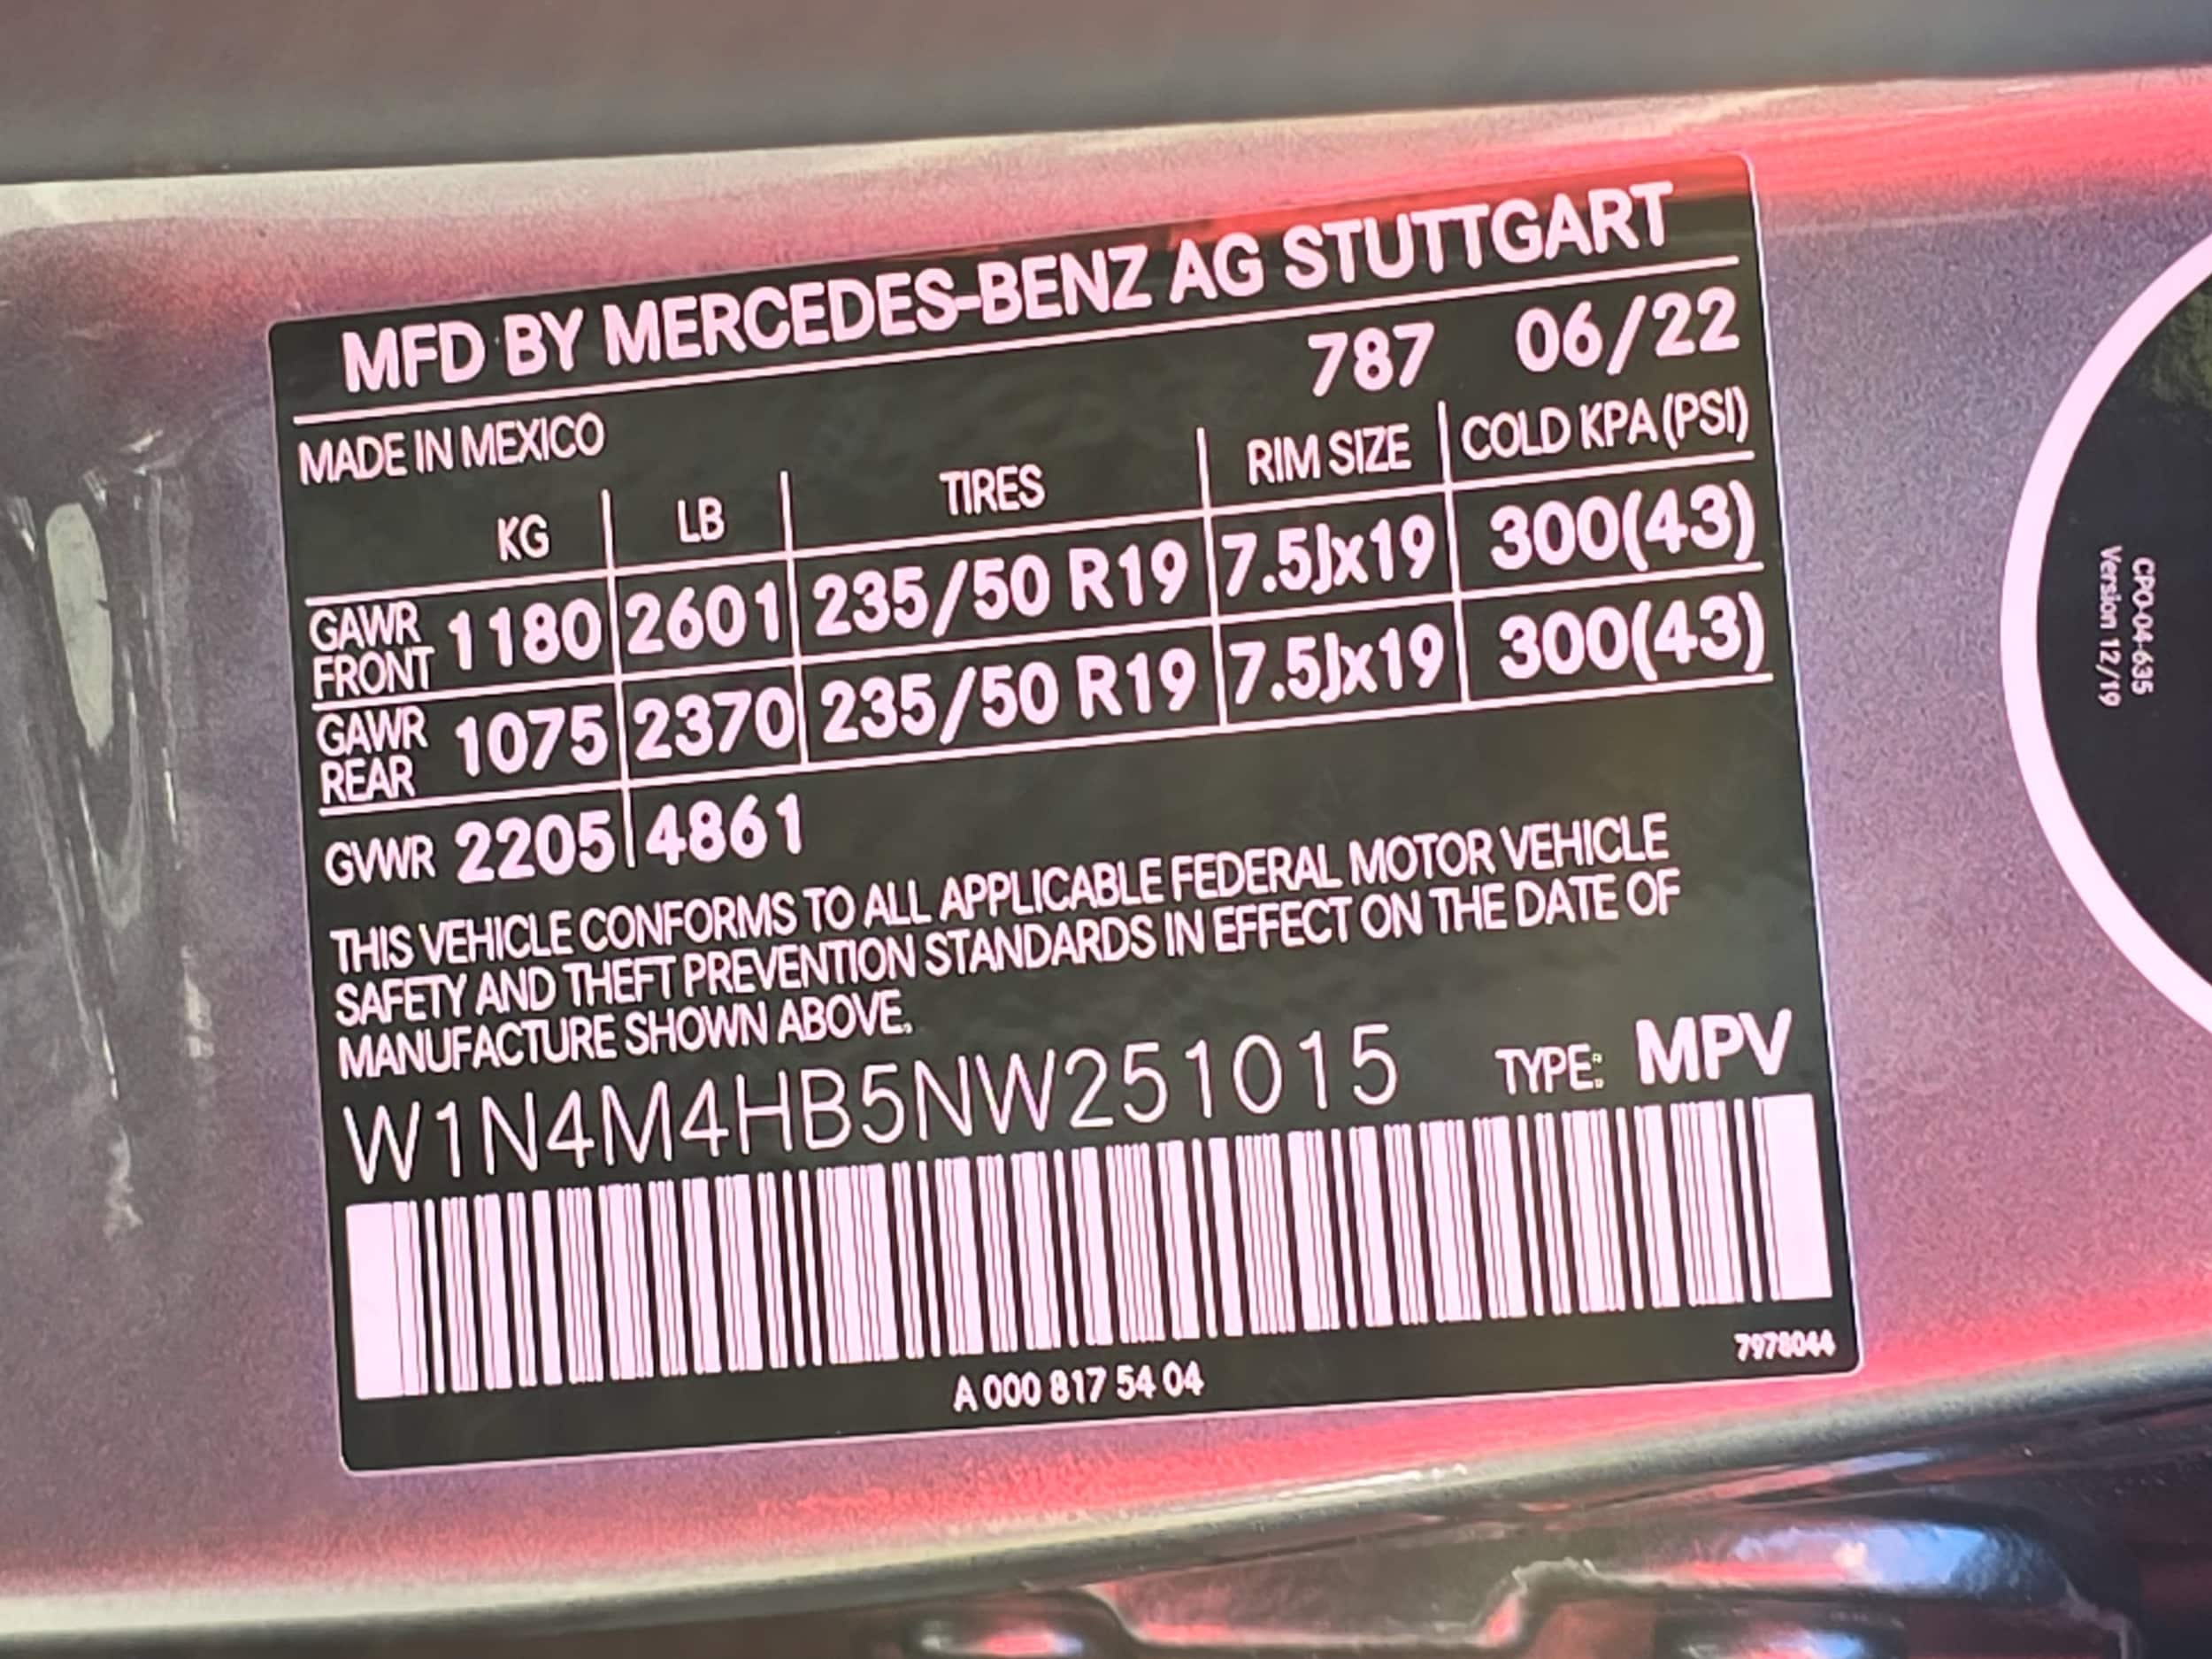 MFD BY MERCEDES-BENZ AG STUTTGART
787 06/22
MADE IN MEXICO
KG LB TIRES RIM SIZE COLD KPA (PSI)
GAWR FRONT 1180 2601 235/50 R19 7.5Jx19 300(43)
GAWR REAR 1075 2370 235/50 R19 7.5Jx19 300(43)
GVWR 2205 4861
THIS VEHICLE CONFORMS TO ALL APPLICABLE FEDERAL MOTOR VEHICLE
SAFETY AND THEFT PREVENTION STANDARDS IN EFFECT ON THE DATE OF
MANUFACTURE SHOWN ABOVE.
W1N4M4HB5NW251015 TYPE: MPV
A 000 817 54 04
7978044
CPO-04-635
Version 12/19